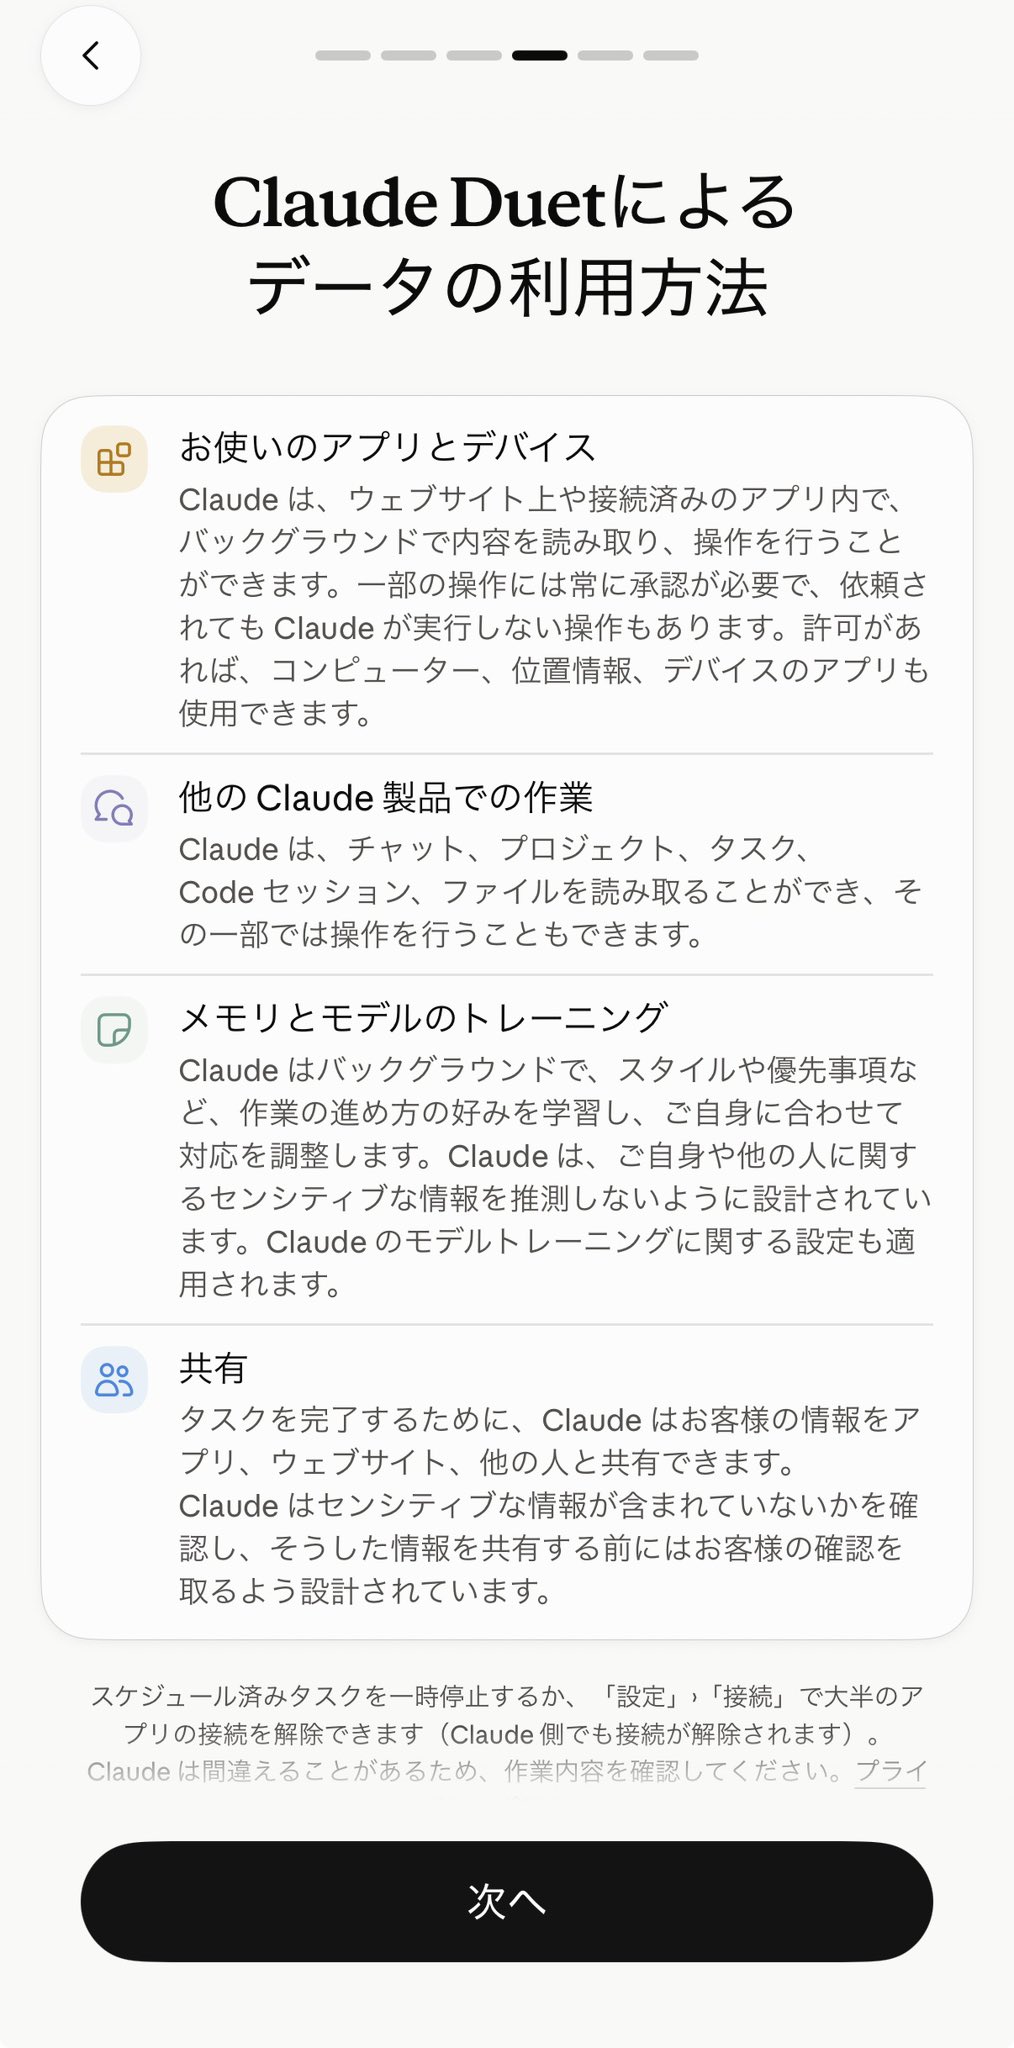 Claude Duetによる
データの利用方法
お使いのアプリとデバイス
Claude は、ウェブサイト上や接続済みのアプリ内で、
バックグラウンドで内容を読み取り、操作を行うこと
ができます。一部の操作には常に承認が必要で、依頼さ
れても Claude が実行しない操作もあります。許可があ
れば、コンピューター、位置情報、デバイスのアプリも
使用できます。
他の Claude 製品での作業
Claude は、チャット、プロジェクト、タスク、
Code セッション、ファイルを読み取ることができ、そ
の一部では操作を行うこともできます。
メモリとモデルのトレーニング
Claude はバックグラウンドで、スタイルや優先事項な
ど、作業の進め方の好みを学習し、ご自身に合わせて
対応を調整します。Claude は、ご自身や他の人に関す
るセンシティブな情報を推測しないように設計されてい
ます。Claude のモデルトレーニングに関する設定も適
用されます。
共有
タスクを完了するために、Claude はお客様の情報をア
プリ、ウェブサイト、他の人と共有できます。
Claude はセンシティブな情報が含まれていないかを確
認し、そうした情報を共有する前にはお客様の確認を
取るよう設計されています。
スケジュール済みタスクを一時停止するか、「設定」›「接続」で大半のア
プリの接続を解除できます（Claude 側でも接続が解除されます）。
Claude は間違えることがあるため、作業内容を確認してください。プライ
次へ